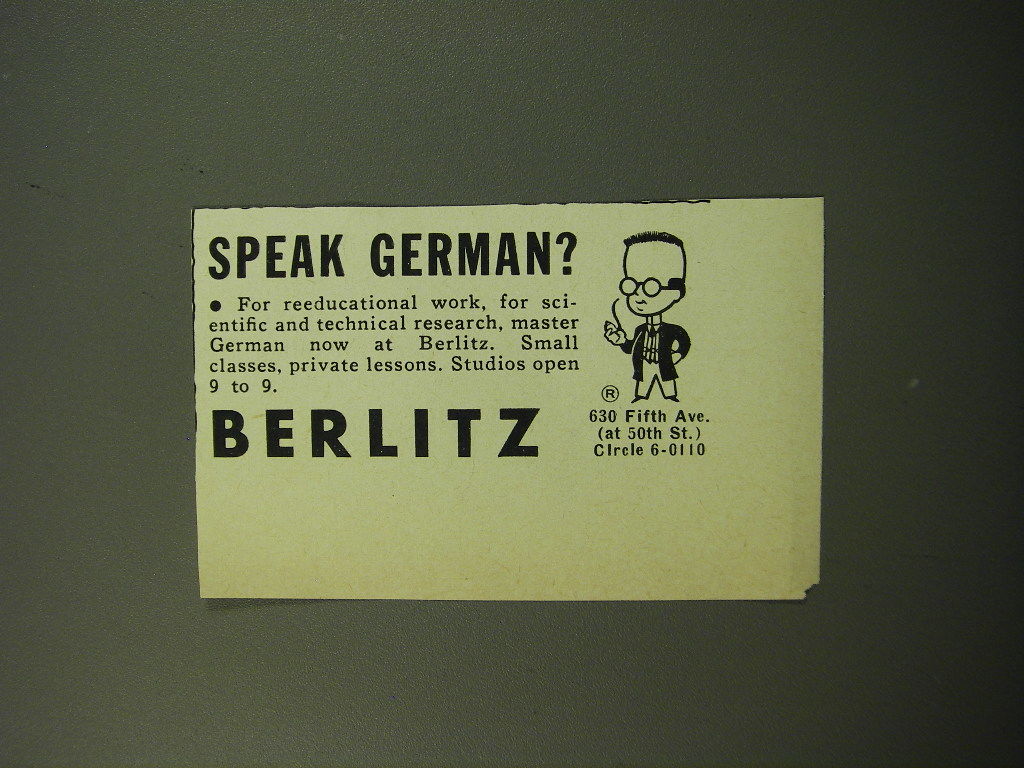 SPEAK GERMAN?
● For reeducational work, for sci-
entific and technical research, master
German now at Berlitz. Small
classes, private lessons. Studios open
9 to 9.
BERLITZ
®
630 Fifth Ave.
(at 50th St.)
CIrcle 6-0110